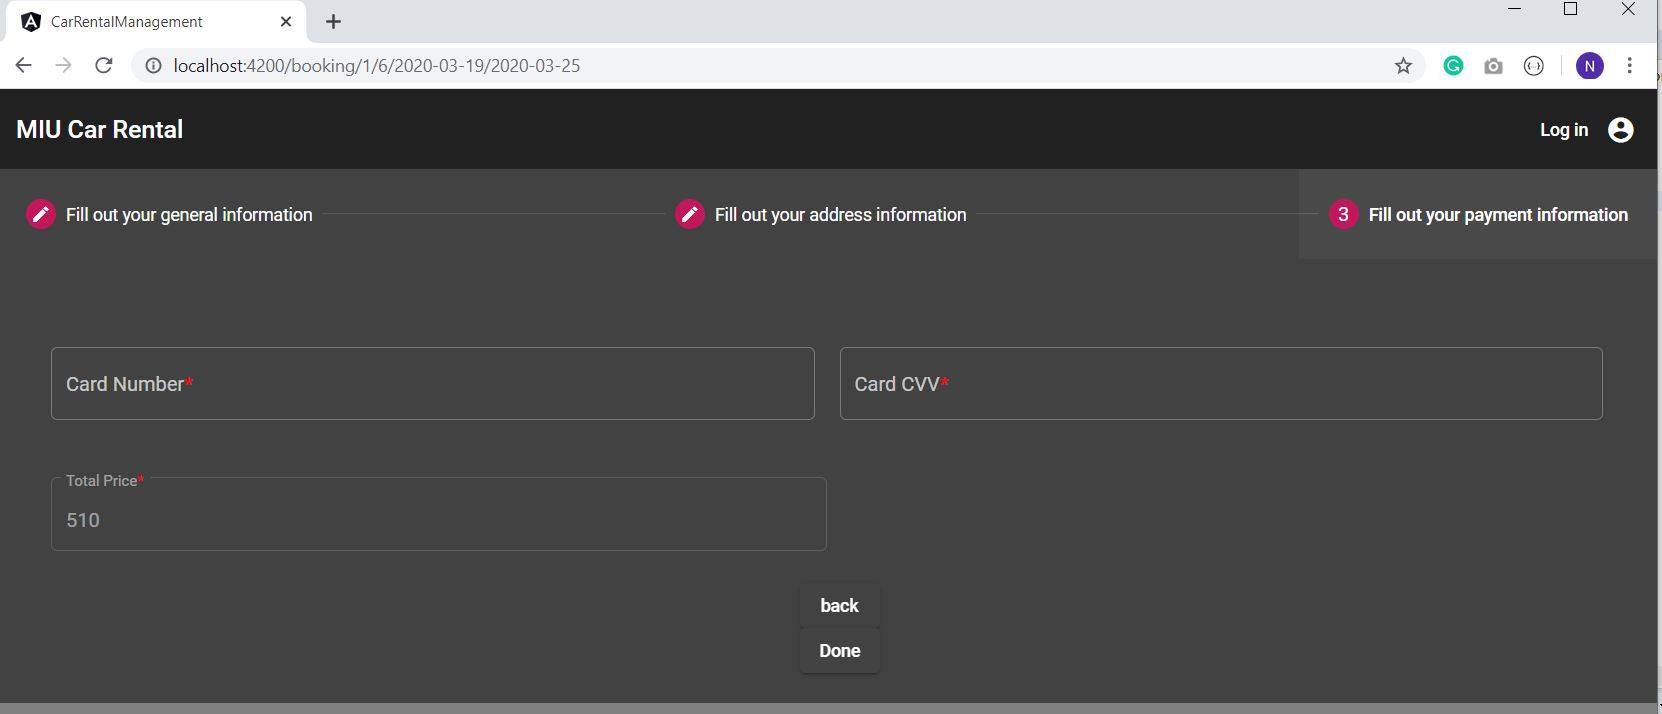 CarRentalManagement
localhost:4200/booking/1/6/2020-03-19/2020-03-25
N
MIU Car Rental
Log in
Fill out your general information
Fill out your address information
3 Fill out your payment information
Card Number*
Card CVV*
Total Price*
510
back
Done